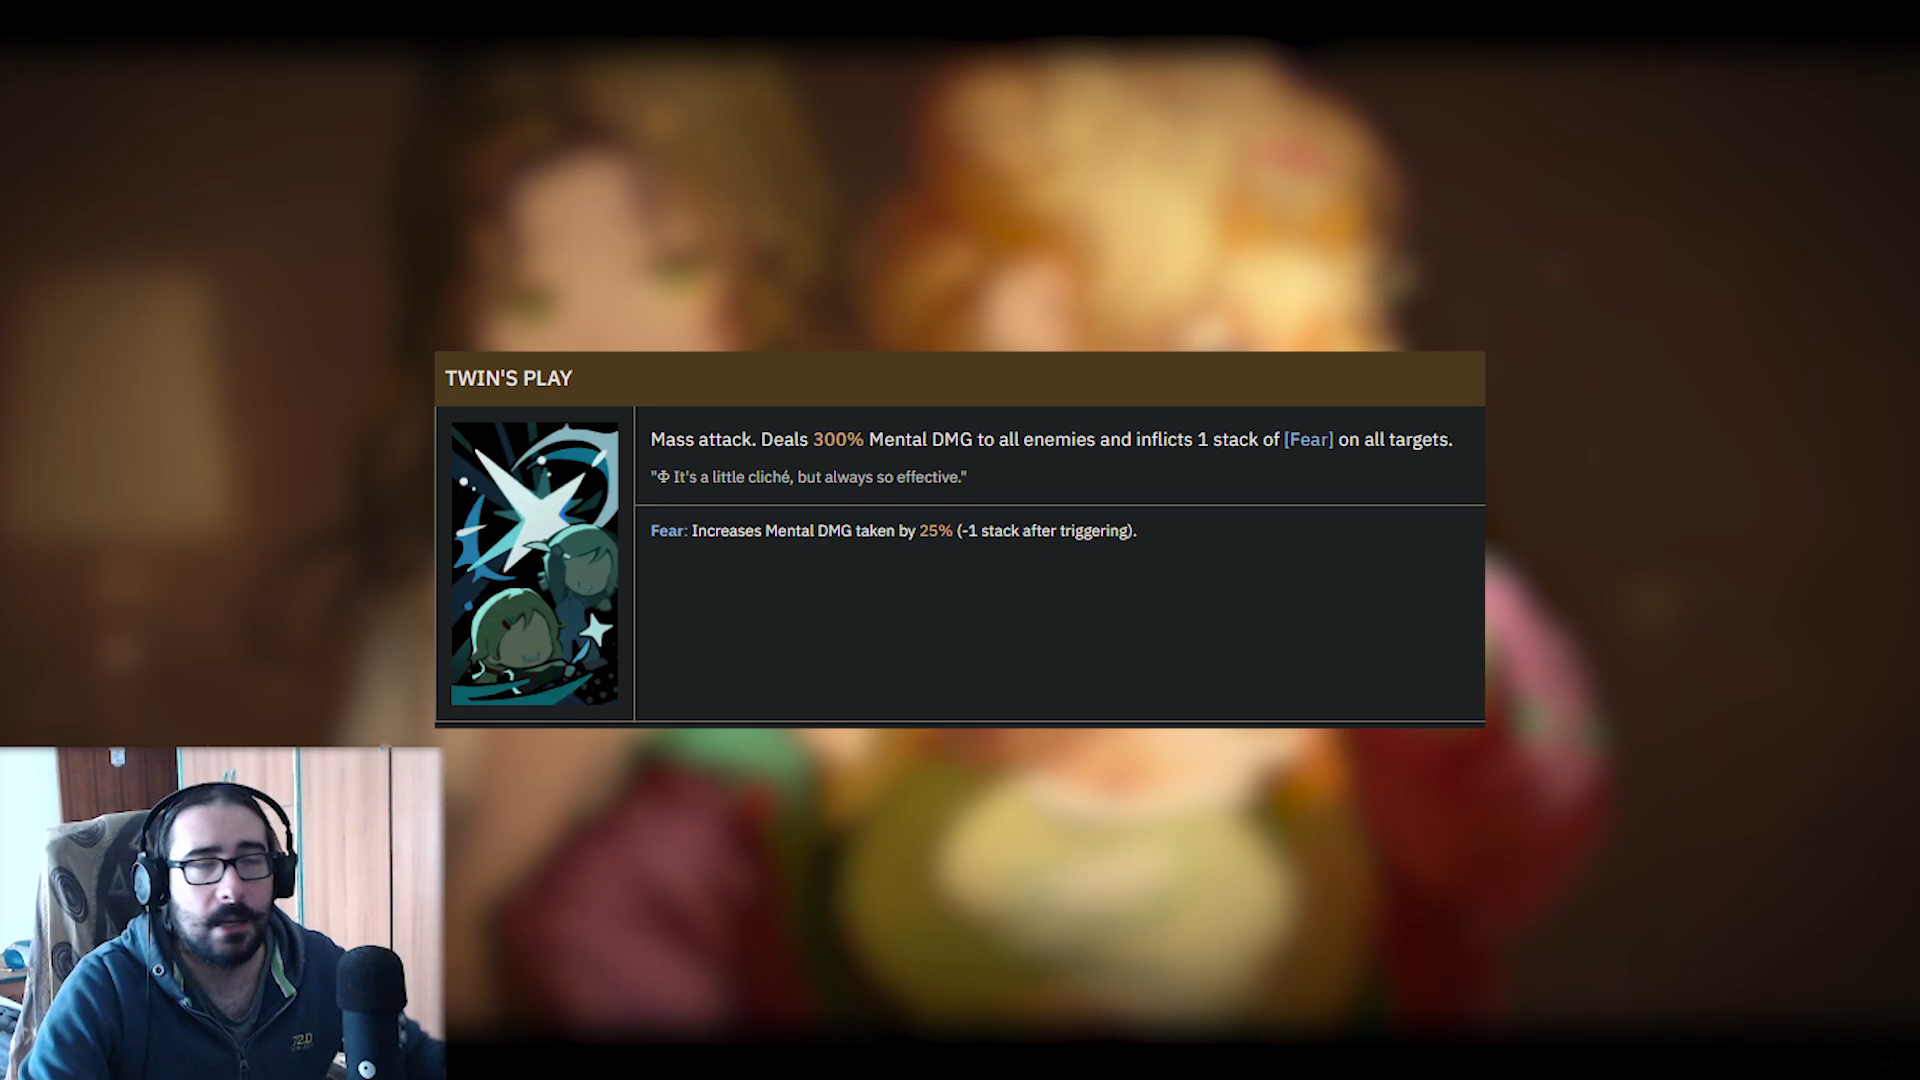 TWIN'S PLAY
Mass attack. Deals 300% Mental DMG to all enemies and inflicts 1 stack of [Fear] on all targets.
"Φ It's a little cliché, but always so effective."
Fear: Increases Mental DMG taken by 25% (-1 stack after triggering).
72D